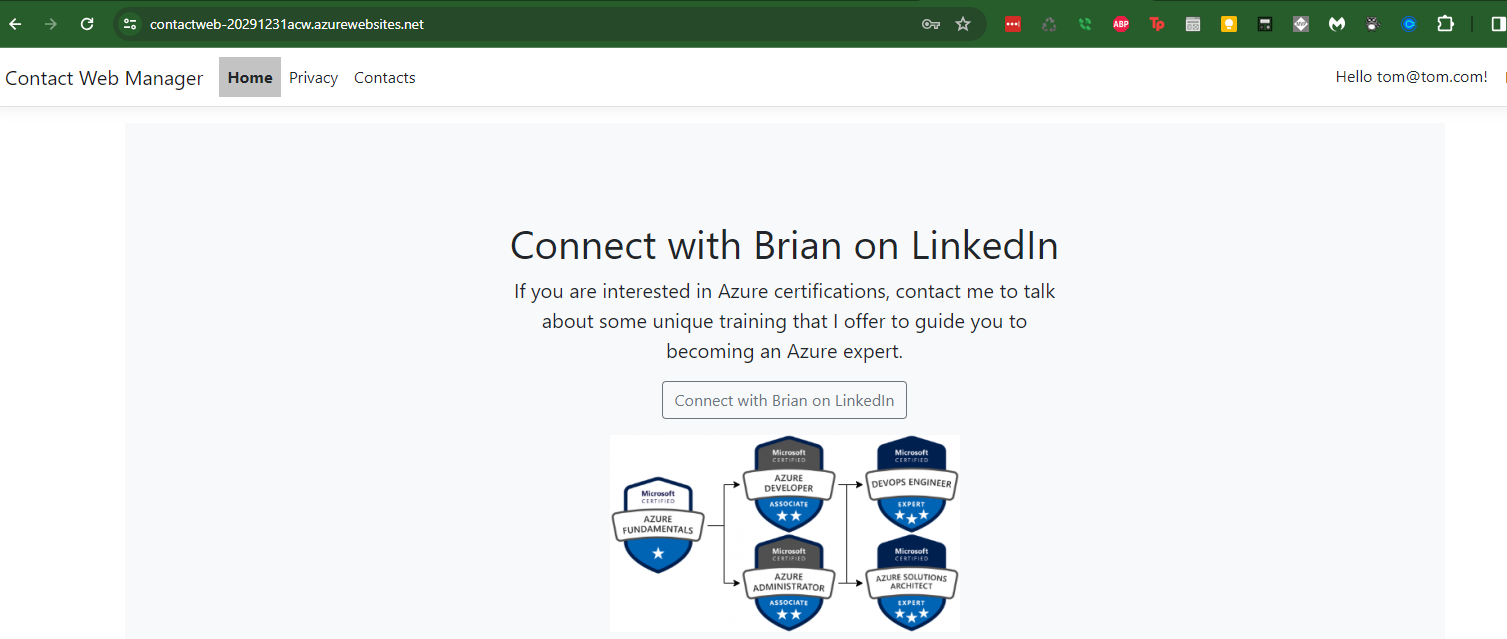 contactweb-20291231acw.azurewebsites.net
ABP
Tp
Contact Web Manager Home Privacy Contacts Hello tom@tom.com!
Connect with Brian on LinkedIn
If you are interested in Azure certifications, contact me to talk
about some unique training that I offer to guide you to
becoming an Azure expert.
Connect with Brian on LinkedIn
Microsoft
CERTIFIED
AZURE
FUNDAMENTALS
Microsoft
CERTIFIED
AZURE
DEVELOPER
ASSOCIATE
Microsoft
CERTIFIED
DEVOPS ENGINEER
EXPERT
Microsoft
CERTIFIED
AZURE
ADMINISTRATOR
ASSOCIATE
Microsoft
CERTIFIED
AZURE SOLUTIONS
ARCHITECT
EXPERT